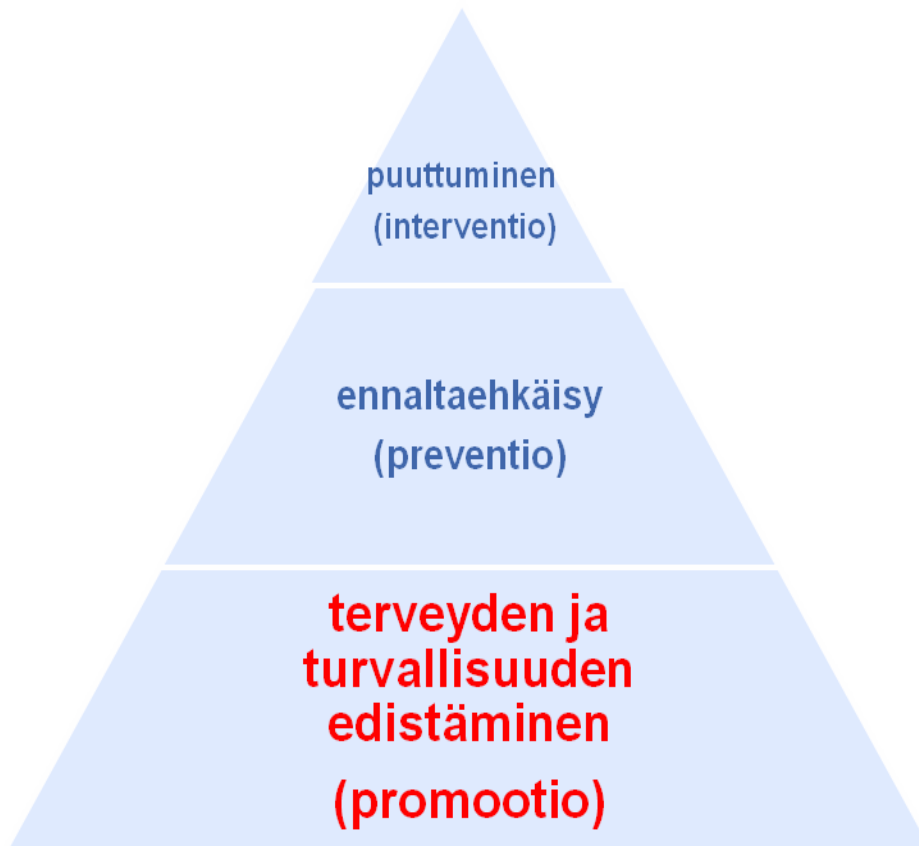 puuttuminen
(interventio)
ennaltaehkäisy
(preventio)
terveyden ja
turvallisuuden
edistäminen
(promootio)